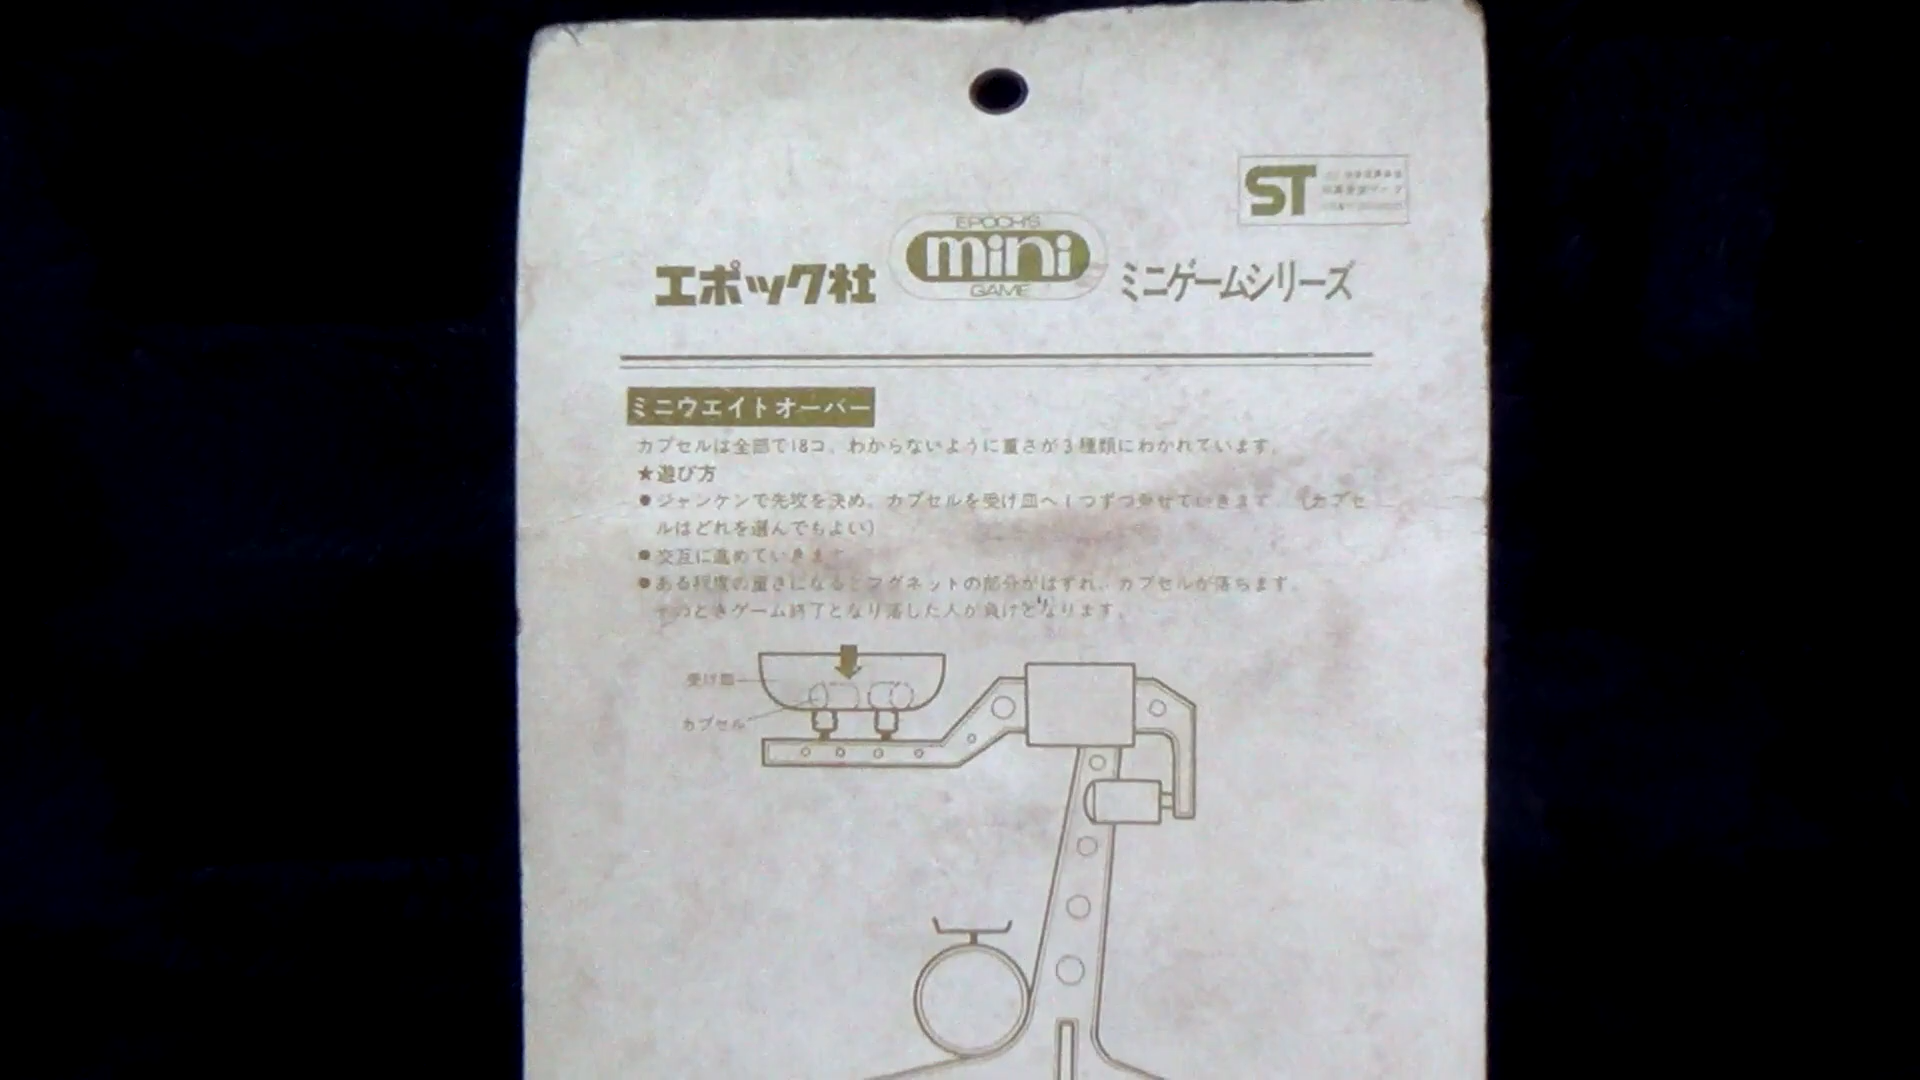 ST
EPOCH'S
mini
GAME
エポック社
ミニゲームシリーズ
ミニウエイトオーバー
カプセルは全部で18コ、わからないように重さが3種類にわかれています。
★遊び方
●ジャンケンで先攻を決め、カプセルを受け皿へ1つずつ乗せていきます。(カプセ
ルはどれを選んでもよい)
●交互に進めていきます
●ある程度の重さになるとマグネットの部分がはずれ、カプセルが落ちます。
そのときゲーム終了となり落した人が負けとなります。
受け皿
カプセル